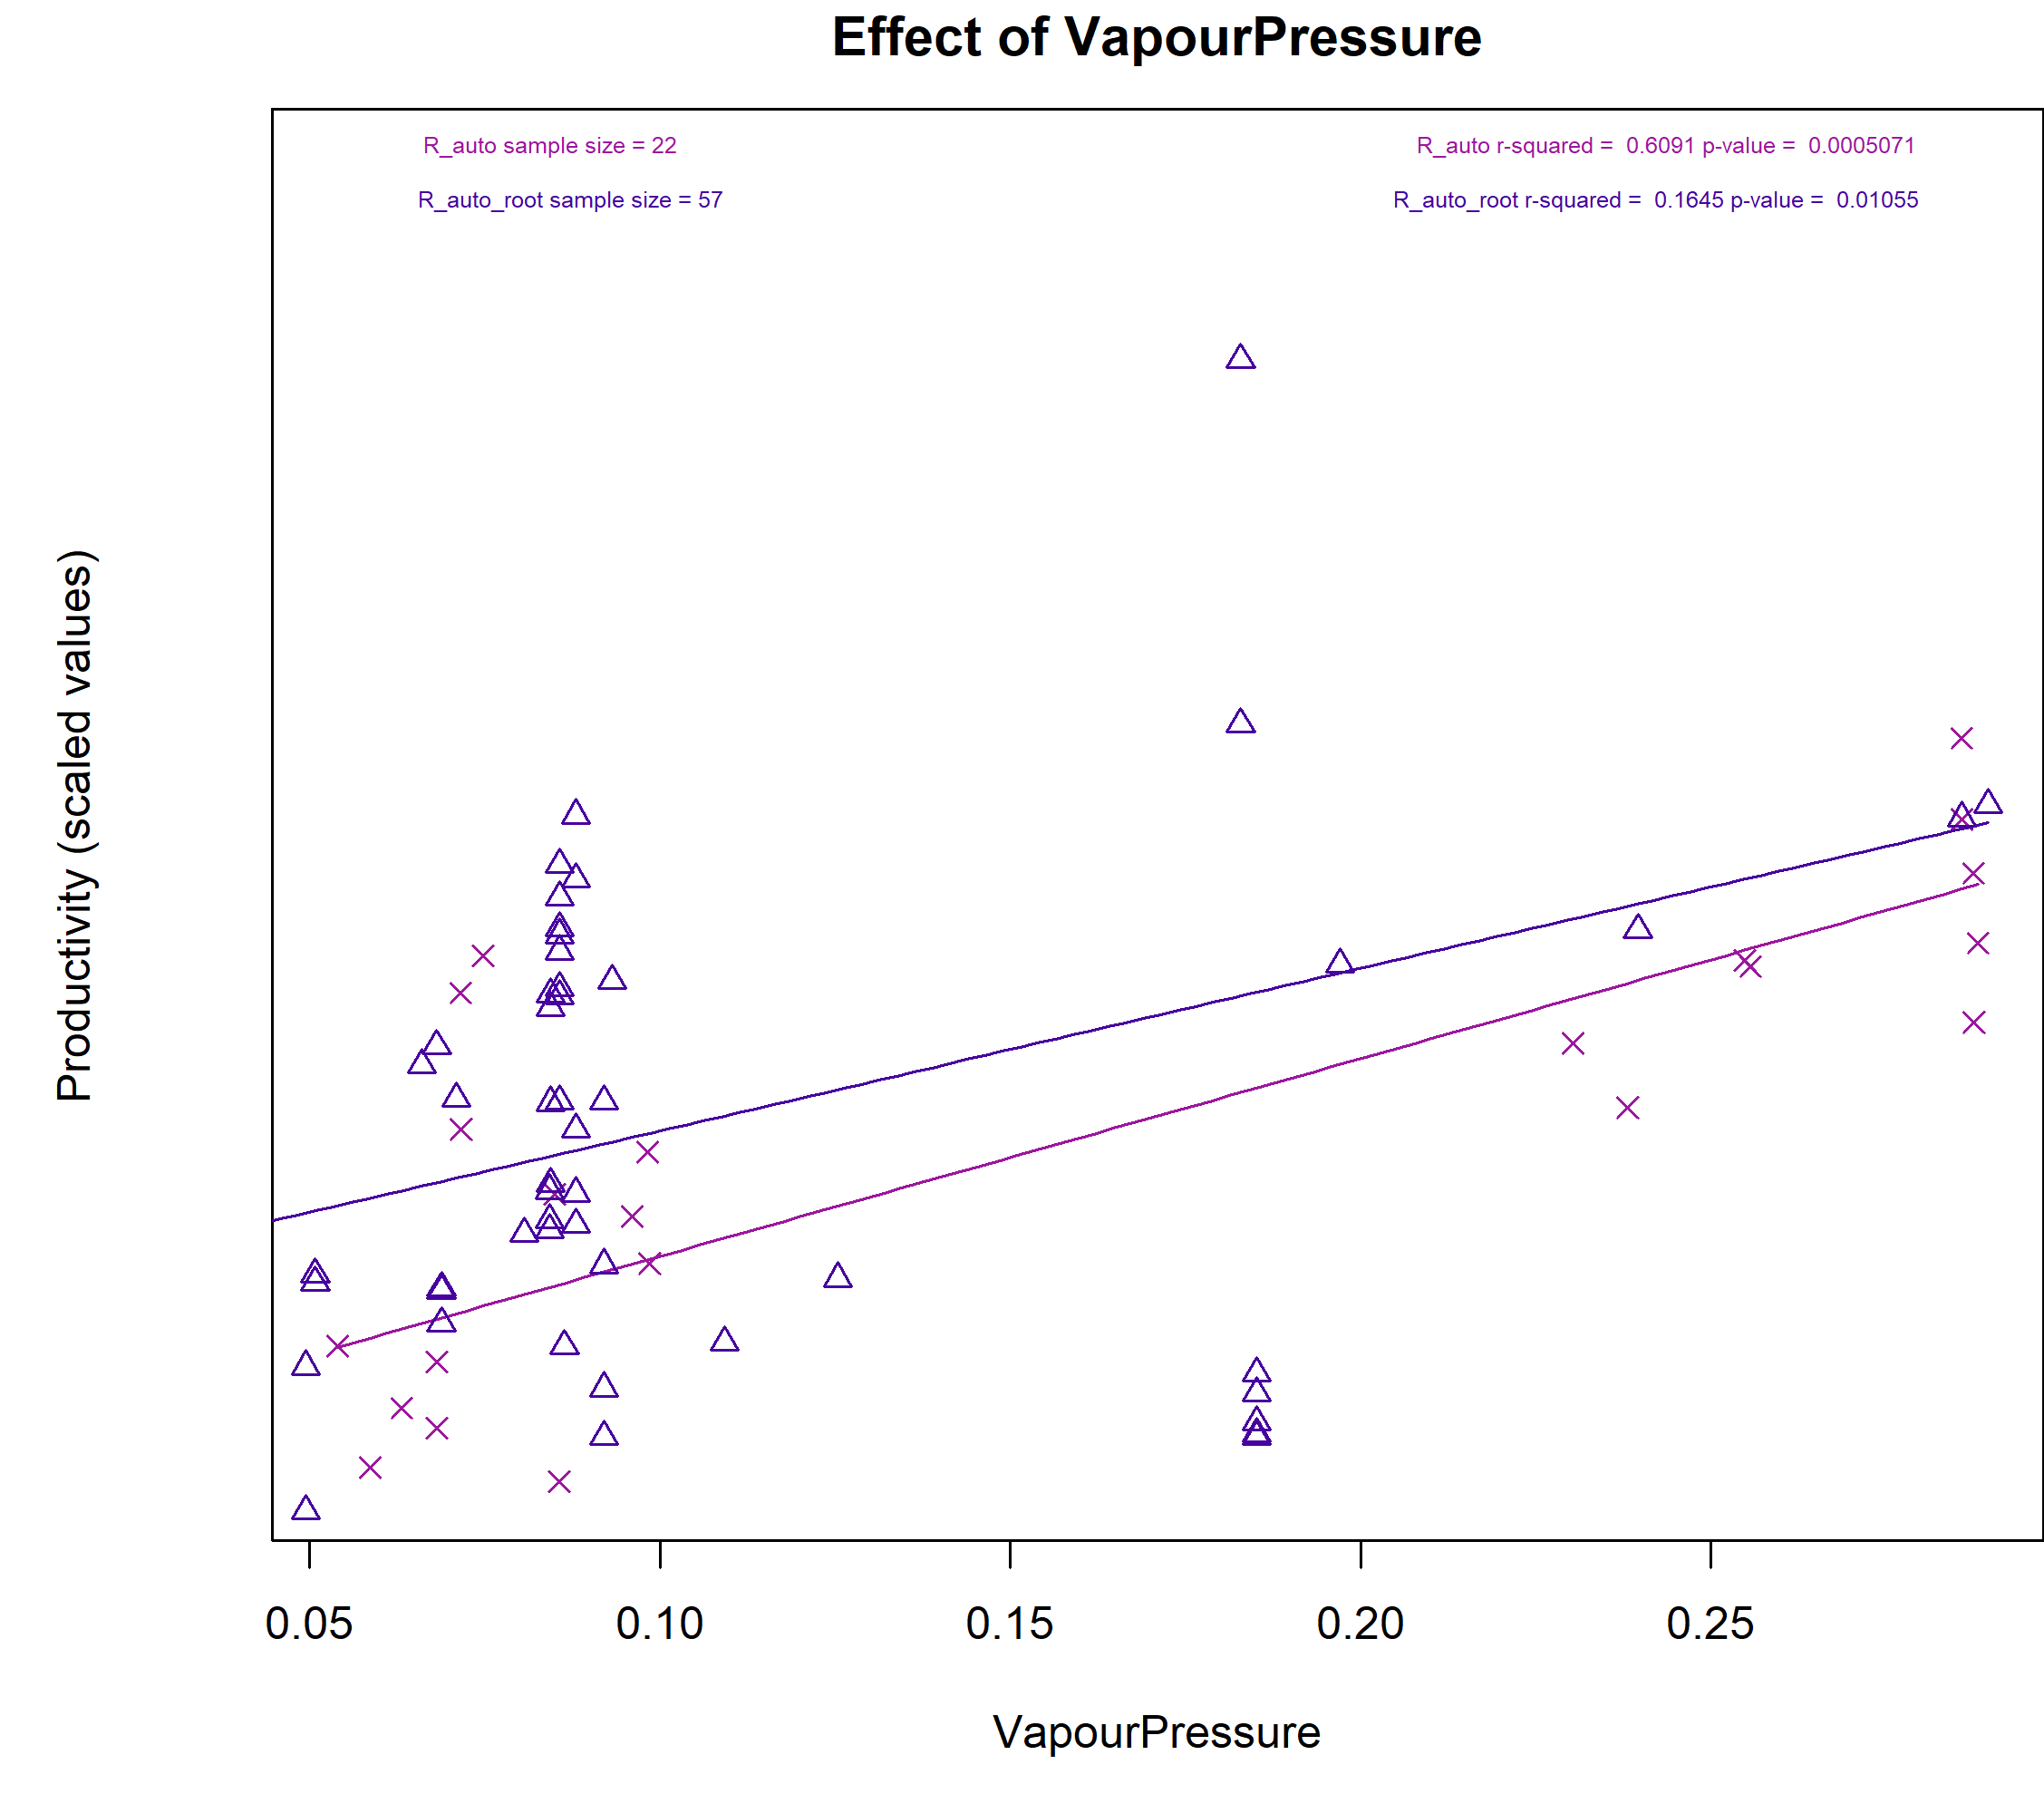 Effect of VapourPressure
R_auto sample size = 22
R_auto r-squared =  0.6091 p-value =  0.0005071
R_auto_root sample size = 57
R_auto_root r-squared =  0.1645 p-value =  0.01055
Productivity (scaled values)
0.05
0.10
0.15
0.20
0.25
VapourPressure